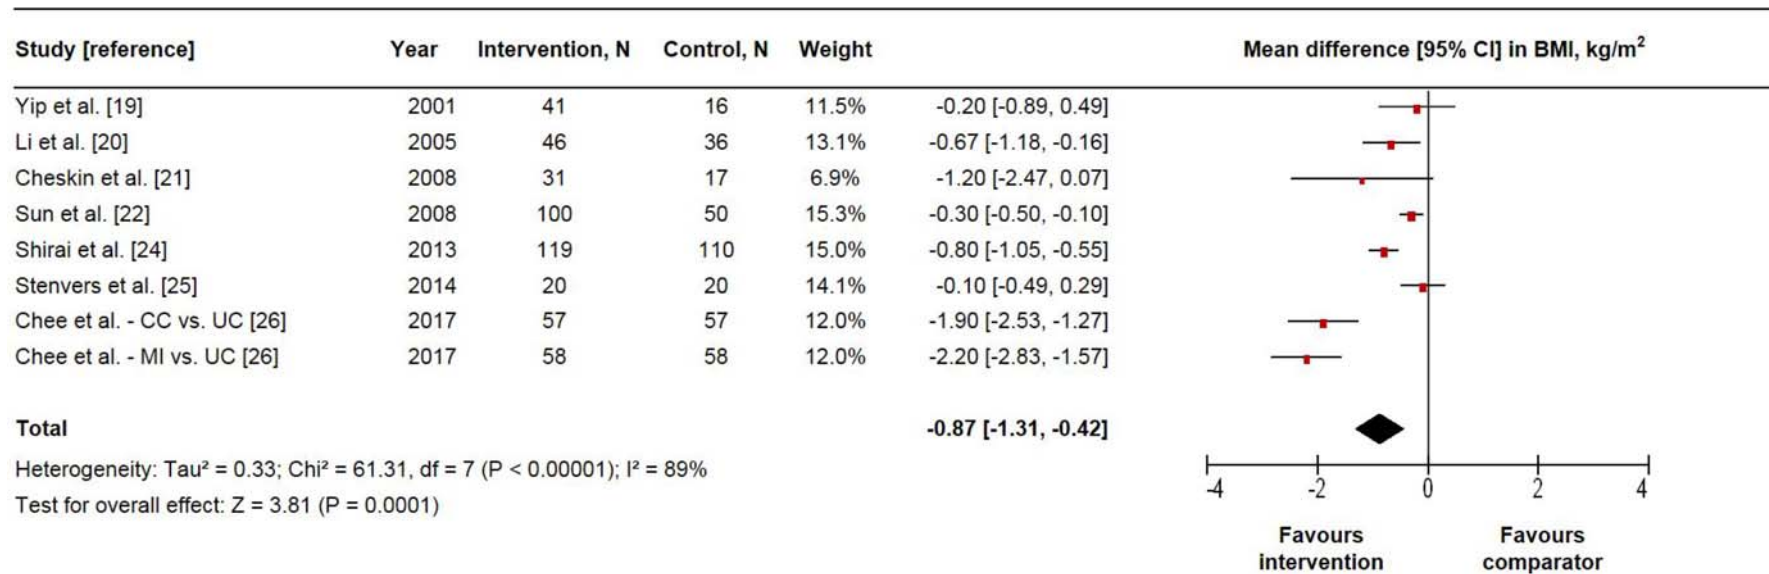 Study [reference] Year Intervention, N Control, N Weight Mean difference [95% CI] in BMI, kg/m²
Yip et al. [19] 2001 41 16 11.5% -0.20 [-0.89, 0.49]
Li et al. [20] 2005 46 36 13.1% -0.67 [-1.18, -0.16]
Cheskin et al. [21] 2008 31 17 6.9% -1.20 [-2.47, 0.07]
Sun et al. [22] 2008 100 50 15.3% -0.30 [-0.50, -0.10]
Shirai et al. [24] 2013 119 110 15.0% -0.80 [-1.05, -0.55]
Stenvers et al. [25] 2014 20 20 14.1% -0.10 [-0.49, 0.29]
Chee et al. - CC vs. UC [26] 2017 57 57 12.0% -1.90 [-2.53, -1.27]
Chee et al. - MI vs. UC [26] 2017 58 58 12.0% -2.20 [-2.83, -1.57]
Total -0.87 [-1.31, -0.42]
Heterogeneity: Tau² = 0.33; Chi² = 61.31, df = 7 (P < 0.00001); I² = 89%
Test for overall effect: Z = 3.81 (P = 0.0001)
-4 -2 0 2 4
Favours intervention
Favours comparator